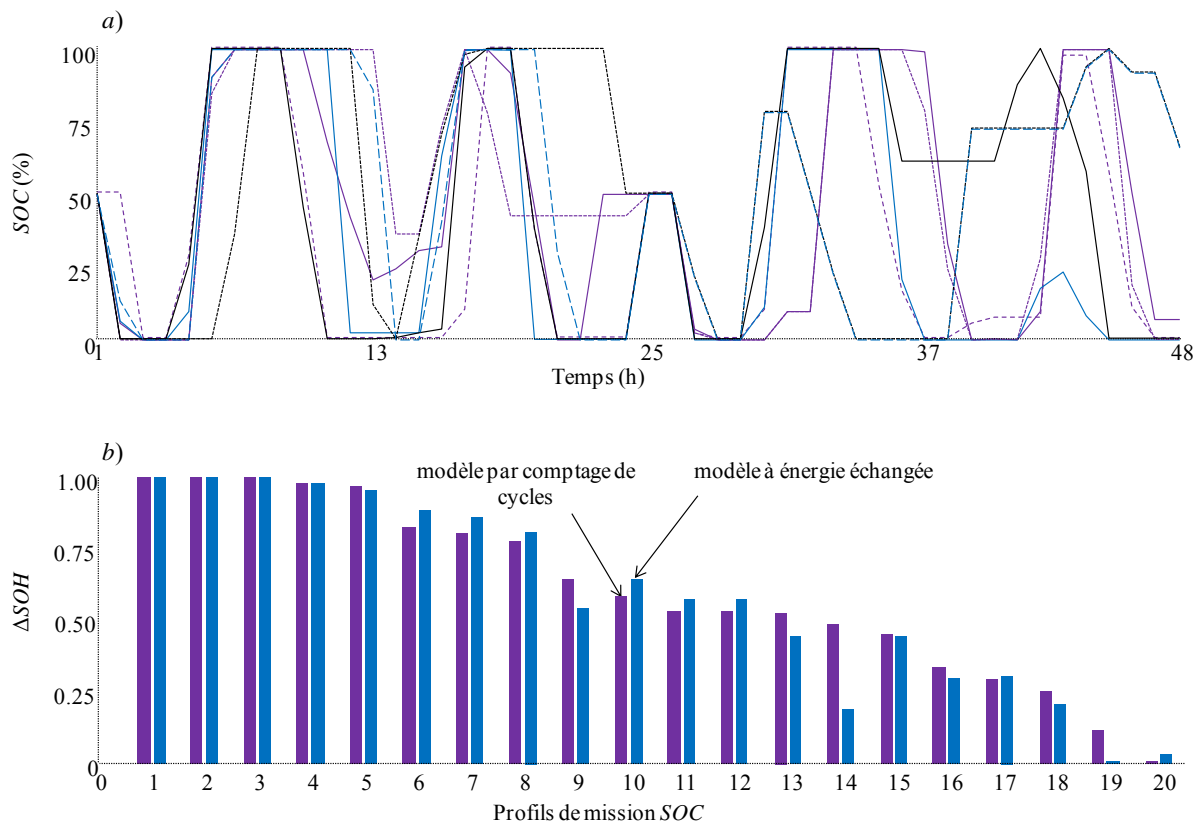 a)
100
75
50
25
0
SOC (%)
1 13 25 37 48
Temps (h)
b)
modèle par comptage de
cycles
modèle à énergie échangée
1.00
0.75
0.50
0.25
0
ΔSOH
0 1 2 3 4 5 6 7 8 9 10 11 12 13 14 15 16 17 18 19 20
Profils de mission SOC